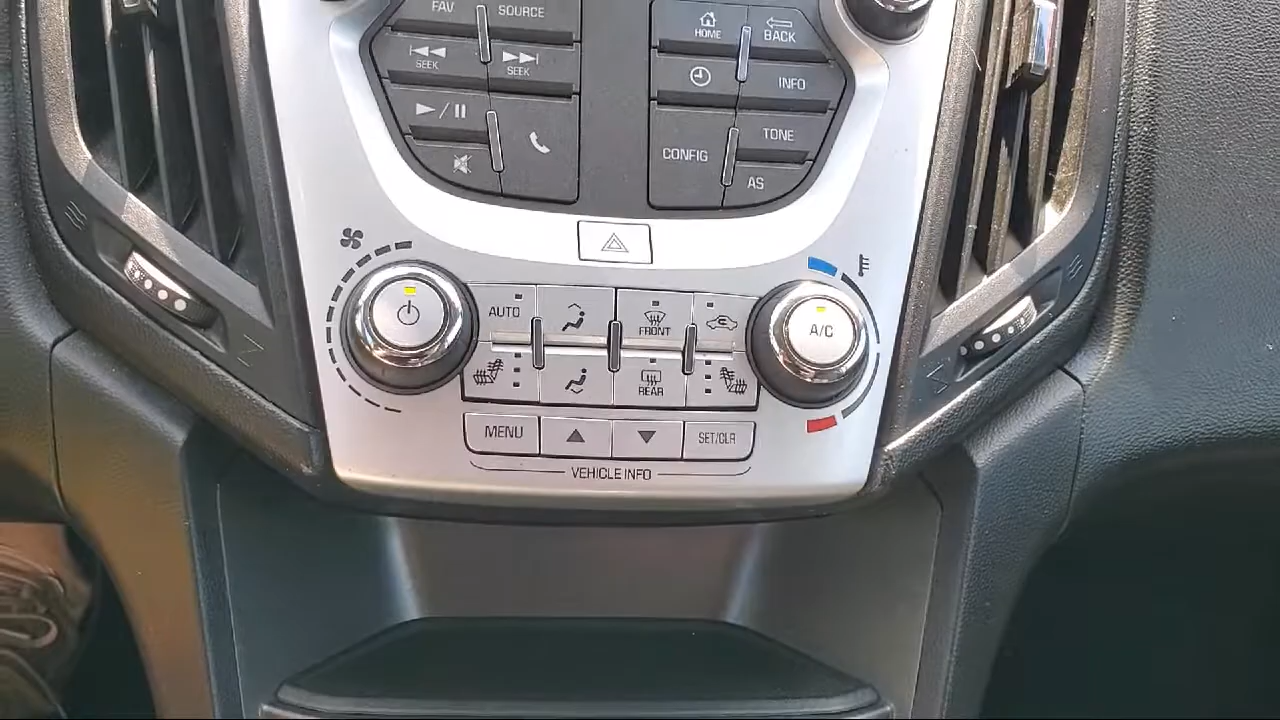 FAV
SOURCE
HOME
BACK
SEEK
SEEK
INFO
TONE
CONFIG
AS
AUTO
FRONT
A/C
REAR
MENU
SET/CLR
VEHICLE INFO